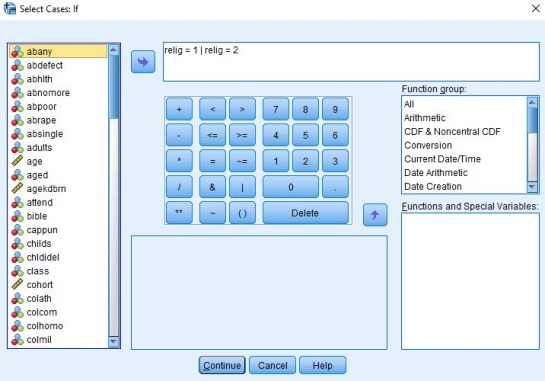 Select Cases: If
abany
abdefect
abhlth
abnomore
abpoor
abrape
absingle
adults
age
aged
agekdbrn
attend
bible
cappun
childs
chldidel
class
cohort
colath
colcom
colhomo
colmil
relig = 1 | relig = 2
+ < > 7 8 9
- <= >= 4 5 6
* = ~= 1 2 3
/ & | 0 .
** ~ () Delete
Function group:
All
Arithmetic
CDF & Noncentral CDF
Conversion
Current Date/Time
Date Arithmetic
Date Creation
Functions and Special Variables:
Continue Cancel Help